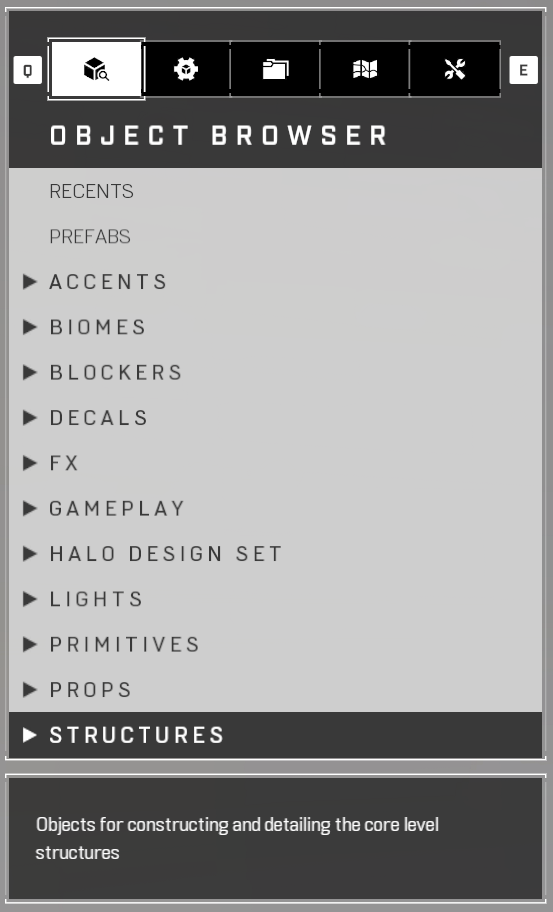 Q
E
OBJECT BROWSER
RECENTS
PREFABS
ACCENTS
BIOMES
BLOCKERS
DECALS
FX
GAMEPLAY
HALO DESIGN SET
LIGHTS
PRIMITIVES
PROPS
STRUCTURES
Objects for constructing and detailing the core level
structures